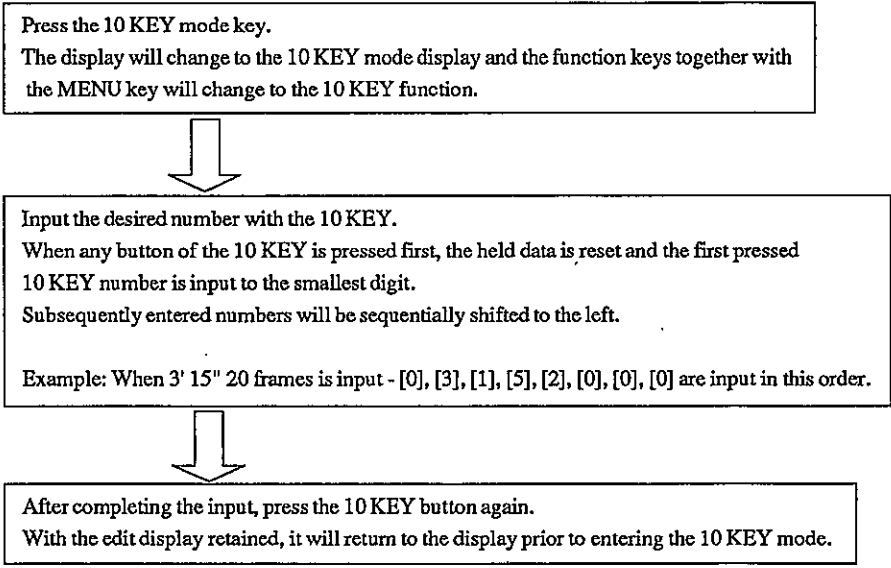 Press the 10 KEY mode key.
The display will change to the 10 KEY mode display and the function keys together with
the MENU key will change to the 10 KEY function.
Input the desired number with the 10 KEY.
When any button of the 10 KEY is pressed first, the held data is reset and the first pressed
10 KEY number is input to the smallest digit.
Subsequently entered numbers will be sequentially shifted to the left.
Example: When 3' 15" 20 frames is input - [0], [3], [1], [5], [2], [0], [0], [0] are input in this order.
After completing the input, press the 10 KEY button again.
With the edit display retained, it will return to the display prior to entering the 10 KEY mode.